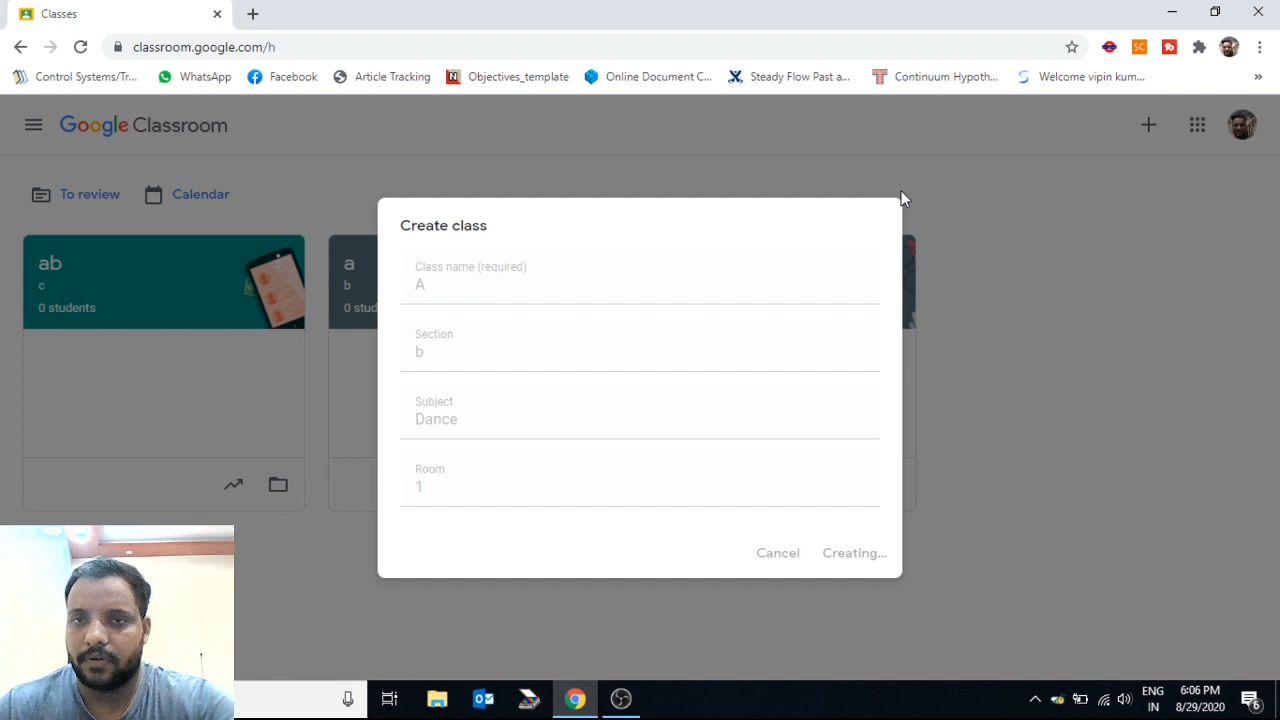 Classes
classroom.google.com/h
SC
Control Systems/Tr...
WhatsApp
Facebook
Article Tracking
Objectives_template
Online Document C...
Steady Flow Past a...
Continuum Hypoth...
Welcome vipin kum...
»
Google Classroom
To review
Calendar
ab
c
0 students
a
b
0 stud
Create class
Class name (required)
A
Section
b
Subject
Dance
Room
1
Cancel
Creating...
ENG
IN
6:06 PM
8/29/2020
6